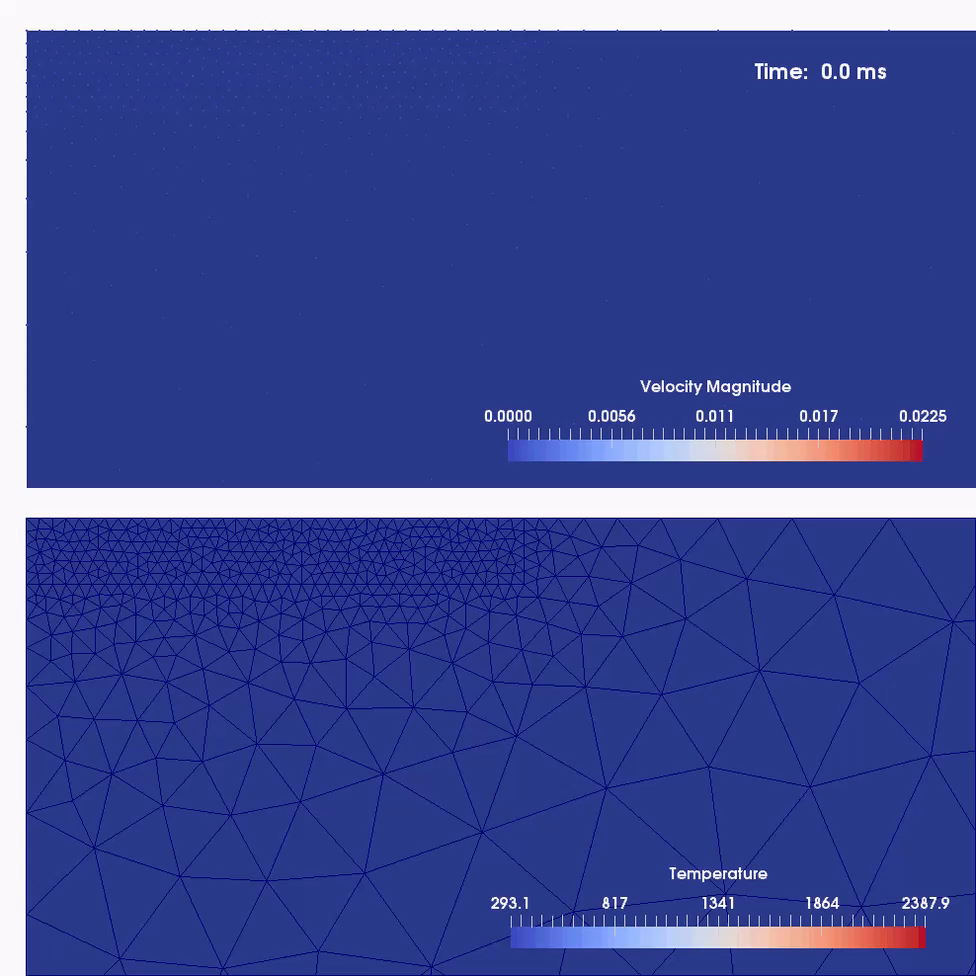 Time: 0.0 ms
Velocity Magnitude
0.0000 0.0056 0.011 0.017 0.0225
Temperature
293.1 817 1341 1864 2387.9